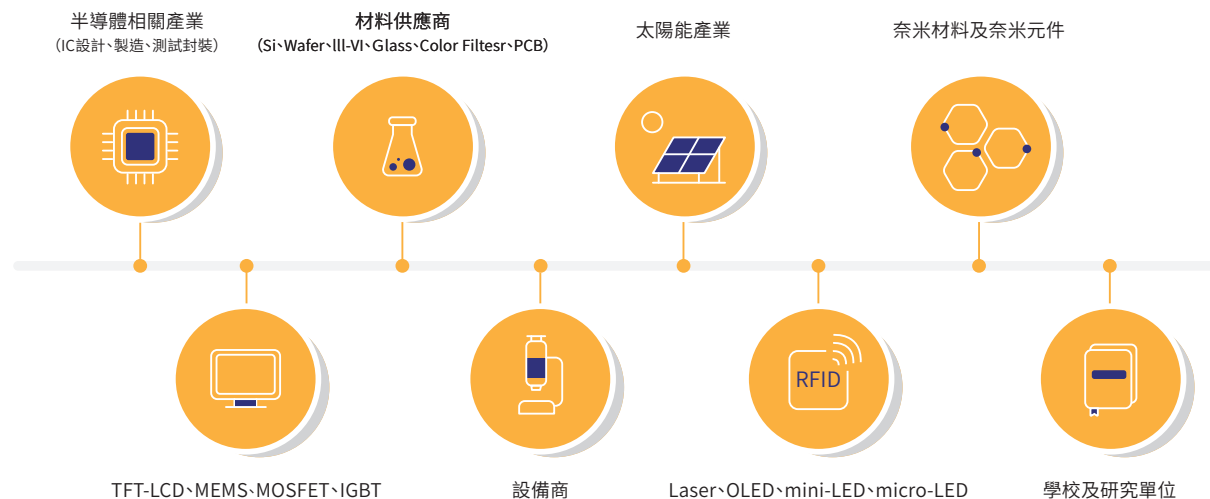 半導體相關產業
（IC設計、製造、測試封裝）
材料供應商
（Si、Wafer、lll-VI、Glass、Color Filtesr、PCB）
太陽能產業
奈米材料及奈米元件
RFID
TFT-LCD、MEMS、MOSFET、IGBT
設備商
Laser、OLED、mini-LED、micro-LED
學校及研究單位